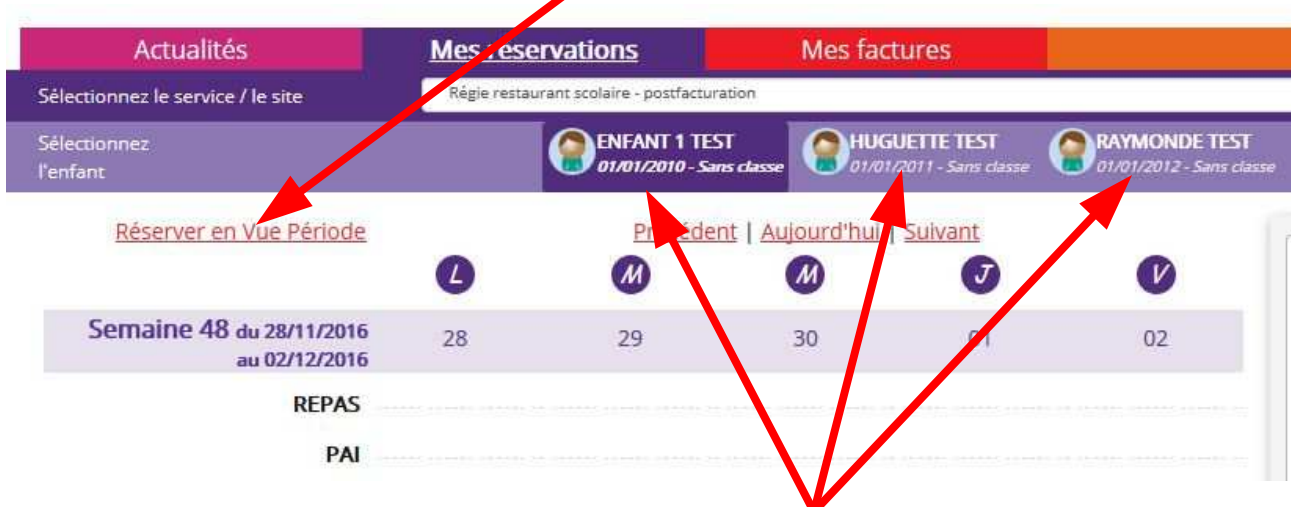 Actualités
Mes réservations
Mes factures
Sélectionnez le service / le site
Régie restaurant scolaire - postfacturation
Sélectionnez
l'enfant
ENFANT 1 TEST
01/01/2010 - Sans classe
HUGUETTE TEST
01/01/2011 - Sans classe
RAYMONDE TEST
01/01/2012 - Sans classe
Réserver en Vue Période
Précédent | Aujourd'hui | Suivant
L M M J V
Semaine 48 du 28/11/2016
au 02/12/2016
28 29 30 01 02
REPAS
PAI